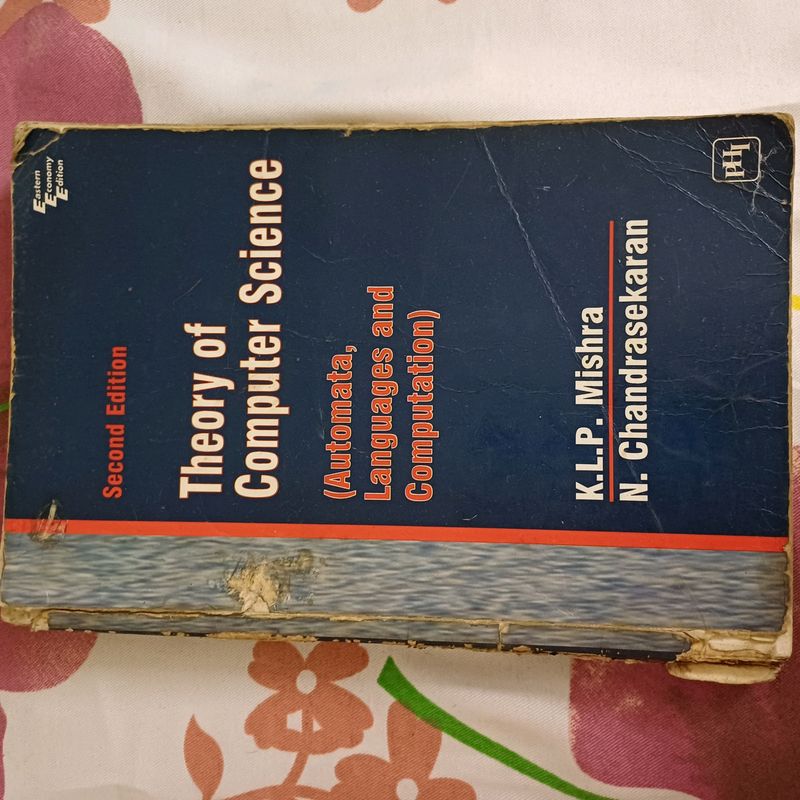 Eastern
Economy
Edition
PHI
Second Edition
Theory of
Computer Science
(Automata,
Languages and
Computation)
K.L.P. Mishra
N. Chandrasekaran